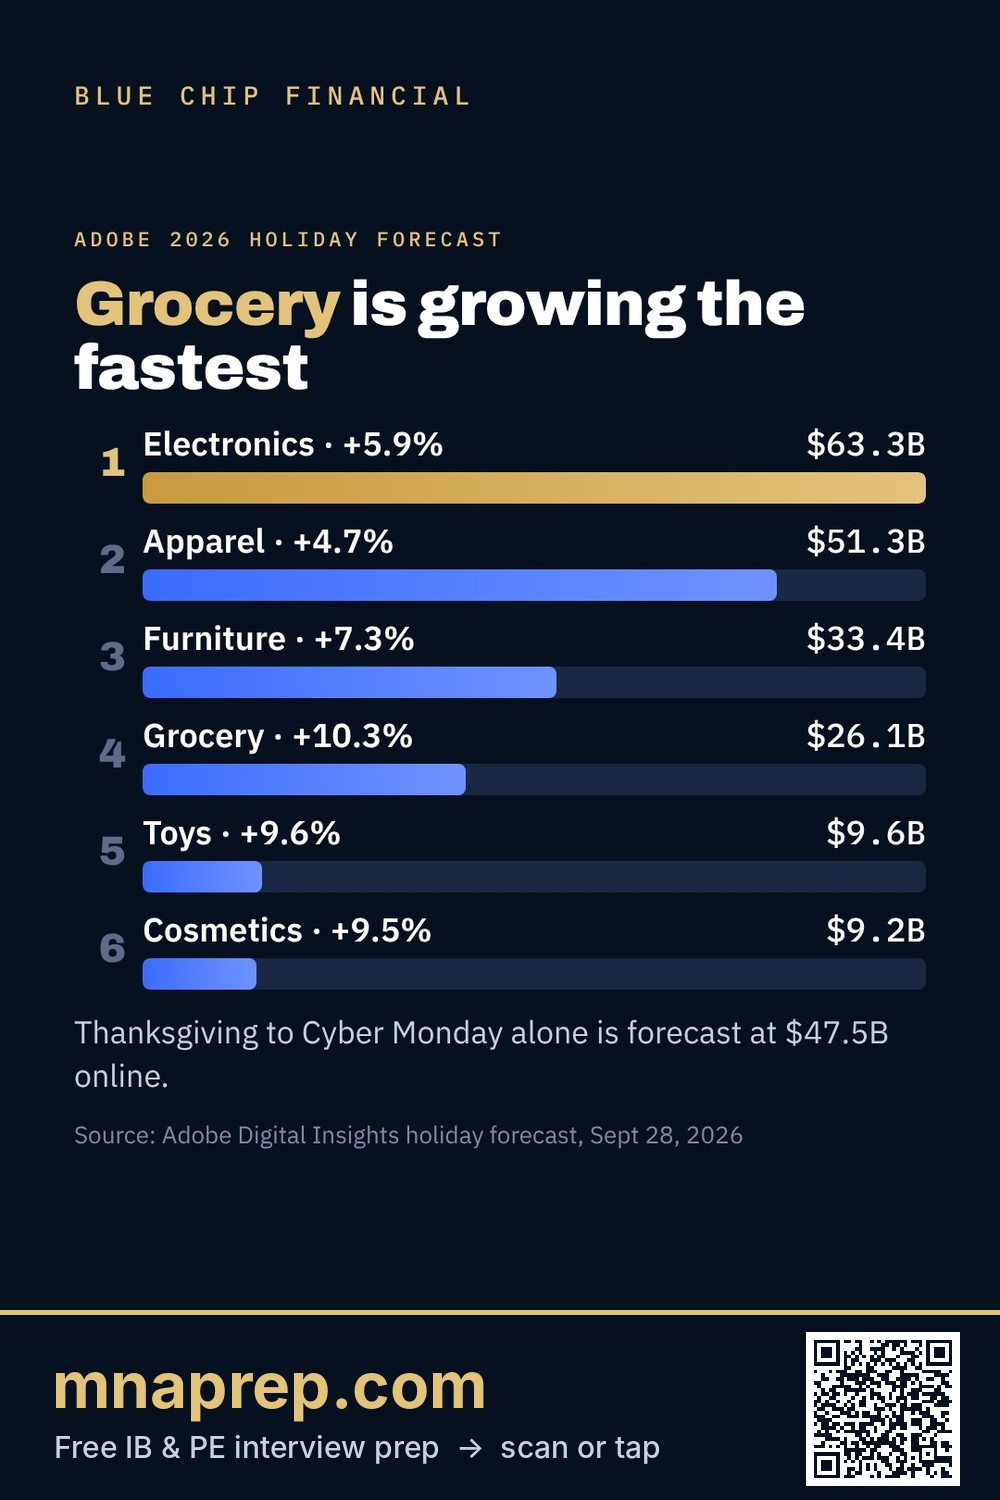 BLUE CHIP FINANCIAL
ADOBE 2026 HOLIDAY FORECAST
Grocery is growing the
fastest
1 Electronics · +5.9% $63.3B
2 Apparel · +4.7% $51.3B
3 Furniture · +7.3% $33.4B
4 Grocery · +10.3% $26.1B
5 Toys · +9.6% $9.6B
6 Cosmetics · +9.5% $9.2B
Thanksgiving to Cyber Monday alone is forecast at $47.5B
online.
Source: Adobe Digital Insights holiday forecast, Sept 28, 2026
mnaprep.com
Free IB & PE interview prep → scan or tap